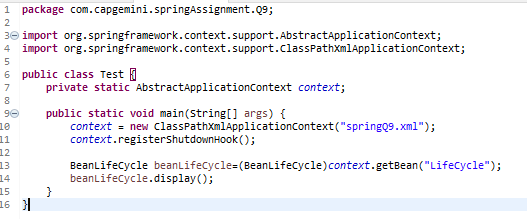 1 package com.capgemini.springAssignment.Q9;
2
3 import org.springframework.context.support.AbstractApplicationContext;
4 import org.springframework.context.support.ClassPathXmlApplicationContext;
5
6 public class Test {
7     private static AbstractApplicationContext context;
8
9     public static void main(String[] args) {
10         context = new ClassPathXmlApplicationContext("springQ9.xml");
11         context.registerShutdownHook();
12
13         BeanLifeCycle beanLifeCycle=(BeanLifeCycle)context.getBean("LifeCycle");
14         beanLifeCycle.display();
15     }
16 }